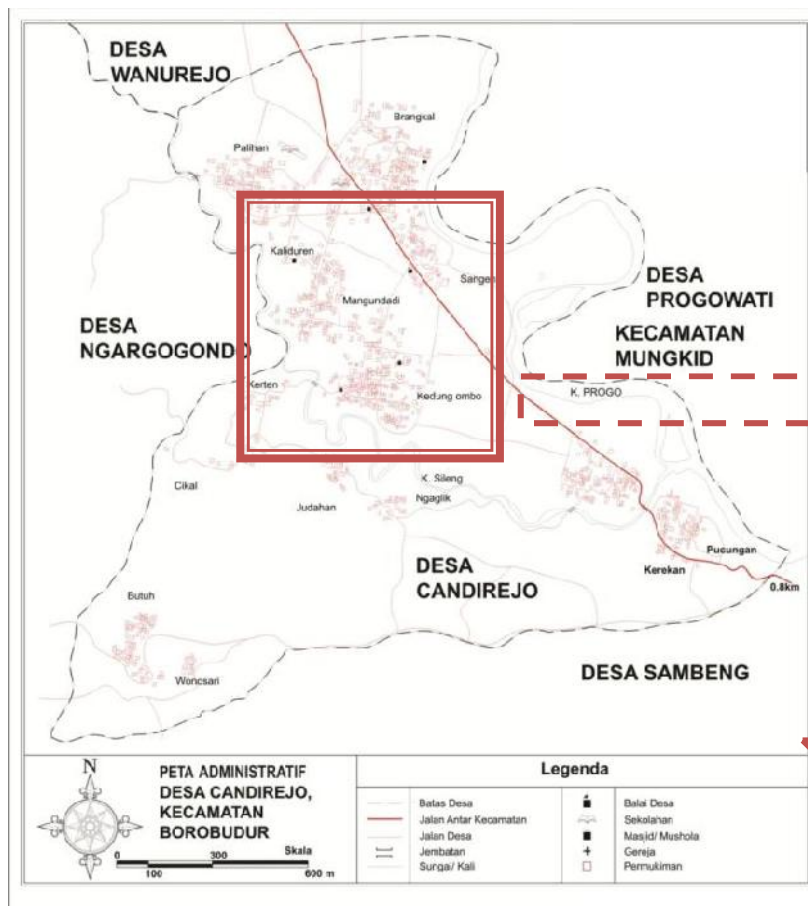 DESA
WANUREJO
Brangkal
Palihan
Kaliduren
Sangen
Mangundadi
DESA
PROGOWATI
KECAMATAN
MUNGKID
DESA
NGARGOGONDO
Kerten
Kedung ombo
K. PROGO
Cikal
K. Sileng
Ngaglik
Judahan
DESA
CANDIREJO
Pucungan
Kerekan
0.8km
Butuh
Woncsari
DESA SAMBENG
N
PETA ADMINISTRATIF
DESA CANDIREJO,
KECAMATAN
BOROBUDUR
Skala
0 300
100 600 m
Legenda
Batas Desa
Jalan Antar Kecamatan
Jalan Desa
Jembatan
Sungai/ Kali
Balai Desa
Sekolahan
Masjid/ Mushola
Gereja
Permukiman